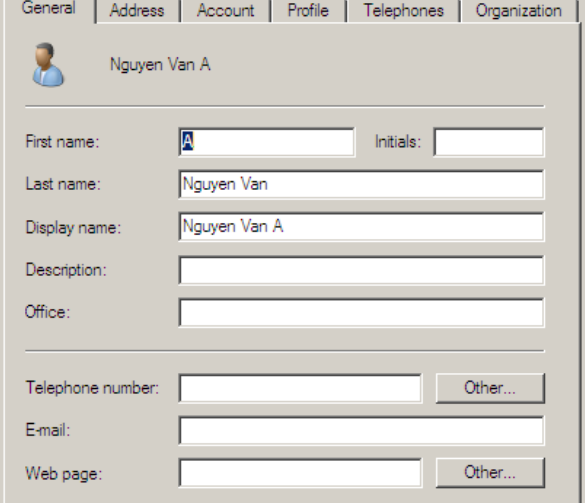 General Address Account Profile Telephones Organization
Nguyen Van A
First name: A Initials:
Last name: Nguyen Van
Display name: Nguyen Van A
Description:
Office:
Telephone number: Other...
E-mail:
Web page: Other...